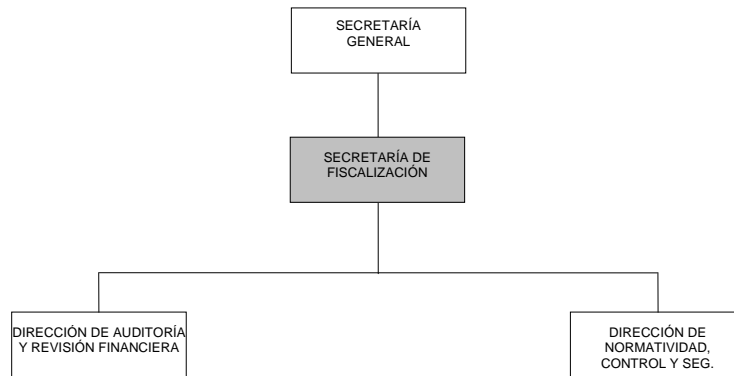 SECRETARÍA
GENERAL
SECRETARÍA DE
FISCALIZACIÓN
DIRECCIÓN DE AUDITORÍA
Y REVISIÓN FINANCIERA
DIRECCIÓN DE
NORMATIVIDAD,
CONTROL Y SEG.